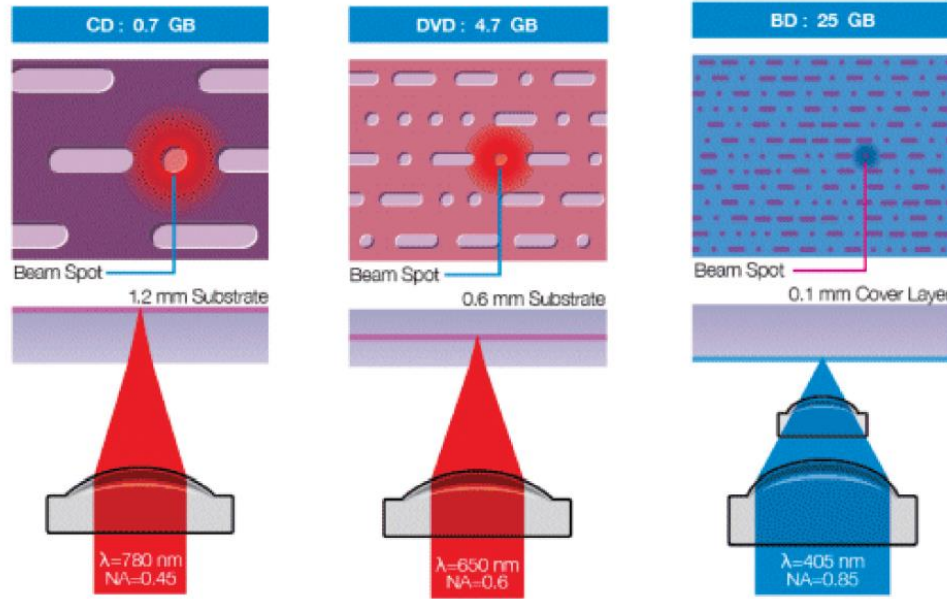 CD : 0.7 GB
DVD : 4.7 GB
BD : 25 GB
Beam Spot
Beam Spot
Beam Spot
1.2 mm Substrate
0.6 mm Substrate
0.1 mm Cover Layer
λ=780 nm
NA=0.45
λ=650 nm
NA=0.6
λ=405 nm
NA=0.85